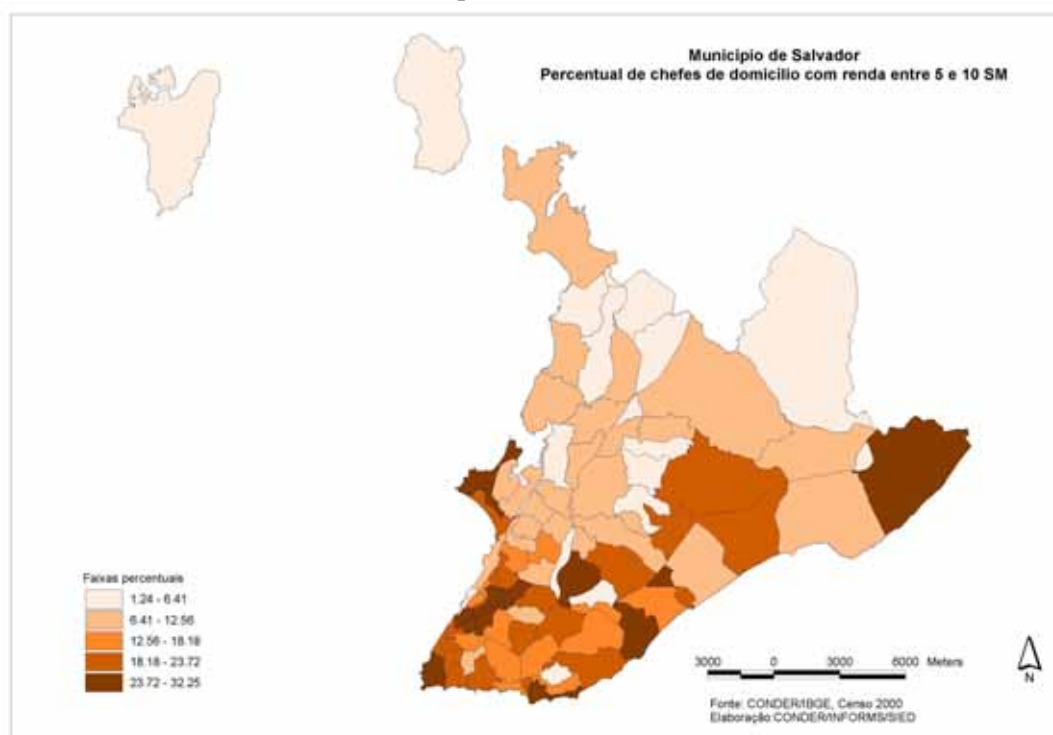 Município de Salvador
Percentual de chefes de domicílio com renda entre 5 e 10 SM
Faixas percentuais
1.24 - 6.41
6.41 - 12.56
12.56 - 18.18
18.18 - 23.72
23.72 - 32.25
3000 0 3000 6000 Meters
N
Fonte: CONDER/IBGE, Censo 2000
Elaboração:CONDER/INFORMS/SIED